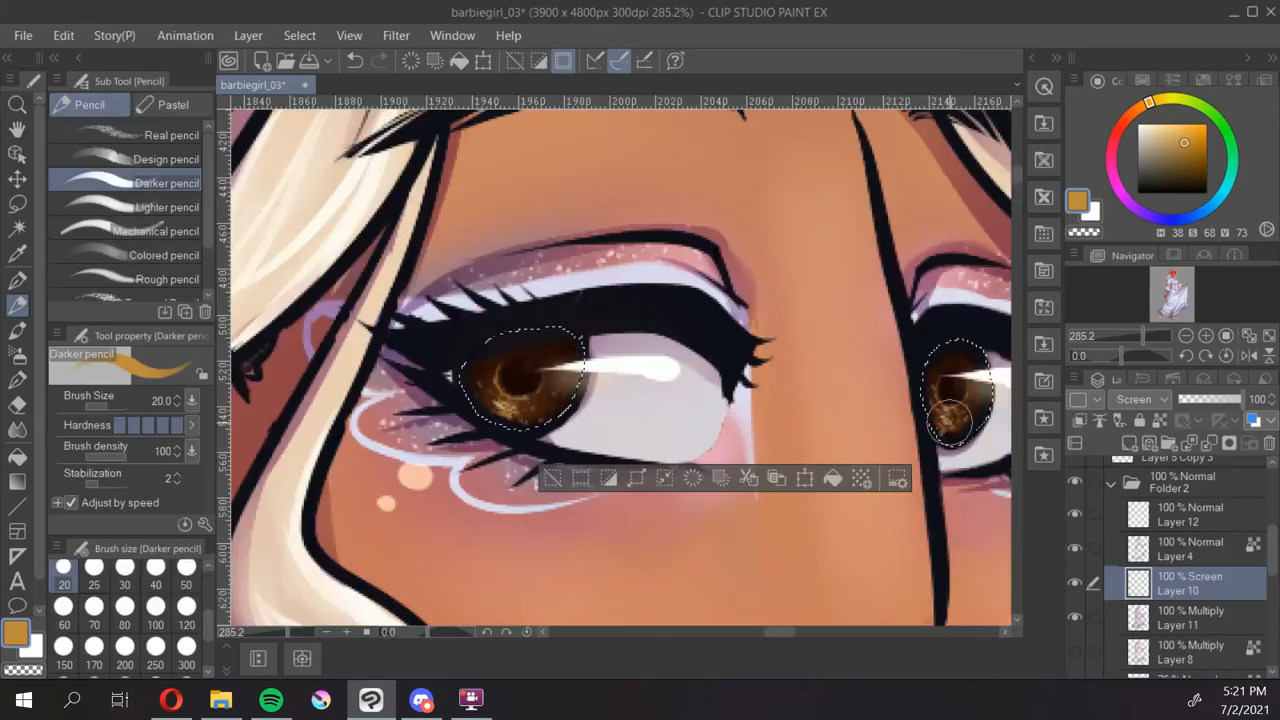 barbiegirl_03* (3900 x 4800px 300dpi 285.2%) - CLIP STUDIO PAINT EX
File Edit Story(P) Animation Layer Select View Filter Window Help
Sub Tool [Pencil]
barbiegirl_03*
Pencil Pastel
1840 1860 1880 1900 1920 1940 1960 1980 2000 2020 2040 2060 2080 2100 2120 2140 2160
Real pencil
Design pencil
Darker pencil
Lighter pencil
Mechanical pencil
Colored pencil
Rough pencil
H 38 S 68 V 73
Navigator
Tool property [Darker pencil]
Darker pencil
285.2
0.0
Brush Size 20.0
Hardness
Screen 100
Brush density 100
Stabilization 2
Adjust by speed
100 % Normal
Folder 2
100 % Normal
Layer 12
100 % Normal
Layer 4
100 % Screen
Layer 10
100 % Multiply
Layer 11
100 % Multiply
Layer 8
Brush size [Darker pencil]
20 25 30 40 50
60 70 80 100 120
150 170 200 250 300
285.2 0.0
5:21 PM
7/2/2021